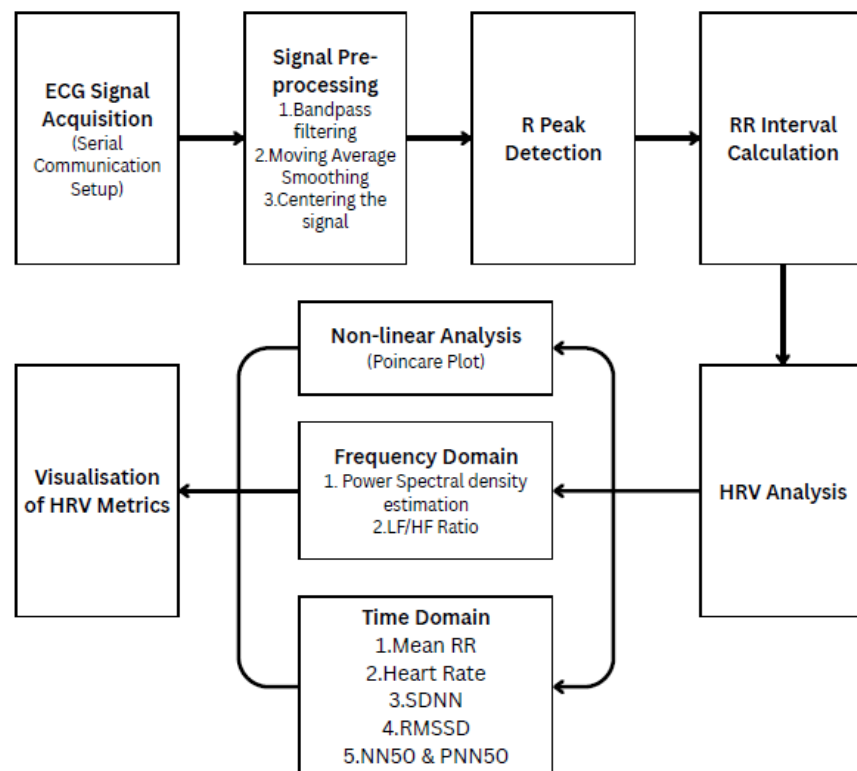 ECG Signal
Acquisition
(Serial
Communication
Setup)
Signal Pre-
processing
1.Bandpass
filtering
2.Moving Average
Smoothing
3.Centering the
signal
R Peak
Detection
RR Interval
Calculation
Non-linear Analysis
(Poincare Plot)
Visualisation
of HRV Metrics
Frequency Domain
1. Power Spectral density
estimation
2.LF/HF Ratio
HRV Analysis
Time Domain
1.Mean RR
2.Heart Rate
3.SDNN
4.RMSSD
5.NN50 & PNN50